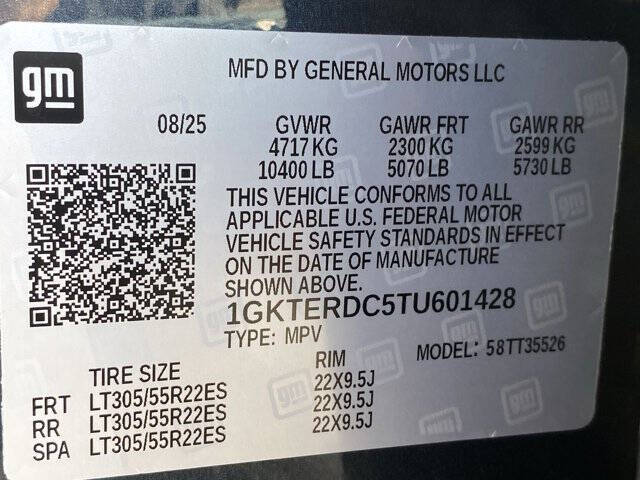 gm
MFD BY GENERAL MOTORS LLC
08/25 GVWR GAWR FRT GAWR RR
4717 KG 2300 KG 2599 KG
10400 LB 5070 LB 5730 LB
THIS VEHICLE CONFORMS TO ALL
APPLICABLE U.S. FEDERAL MOTOR
VEHICLE SAFETY STANDARDS IN EFFECT
ON THE DATE OF MANUFACTURE
SHOWN ABOVE.
1GKTERDC5TU601428
TYPE: MPV MODEL: 58TT35526
TIRE SIZE RIM
FRT LT305/55R22ES 22X9.5J
RR LT305/55R22ES 22X9.5J
SPA LT305/55R22ES 22X9.5J